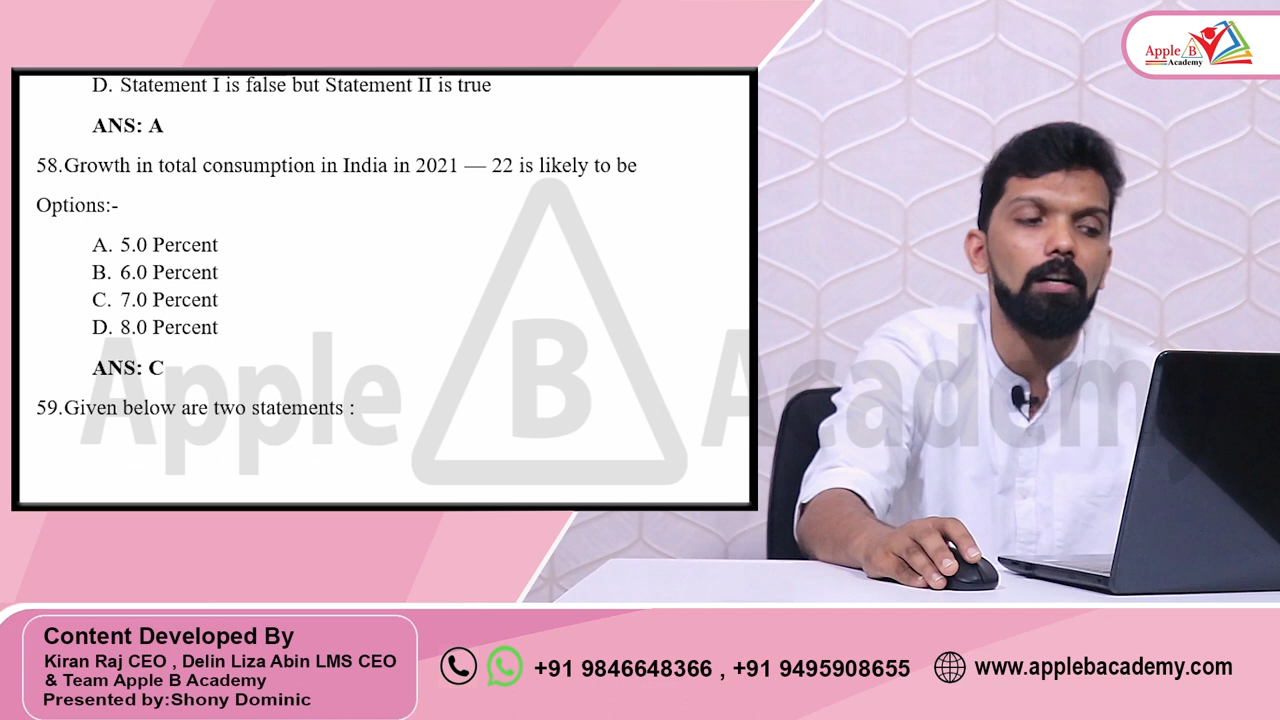 Apple B
Academy
D. Statement I is false but Statement II is true
ANS: A
58.Growth in total consumption in India in 2021 — 22 is likely to be
Options:-
A. 5.0 Percent
B. 6.0 Percent
C. 7.0 Percent
D. 8.0 Percent
ANS: C
59.Given below are two statements :
Apple B Academy
Content Developed By
Kiran Raj CEO , Delin Liza Abin LMS CEO
& Team Apple B Academy
Presented by:Shony Dominic
+91 9846648366 , +91 9495908655
www.applebacademy.com